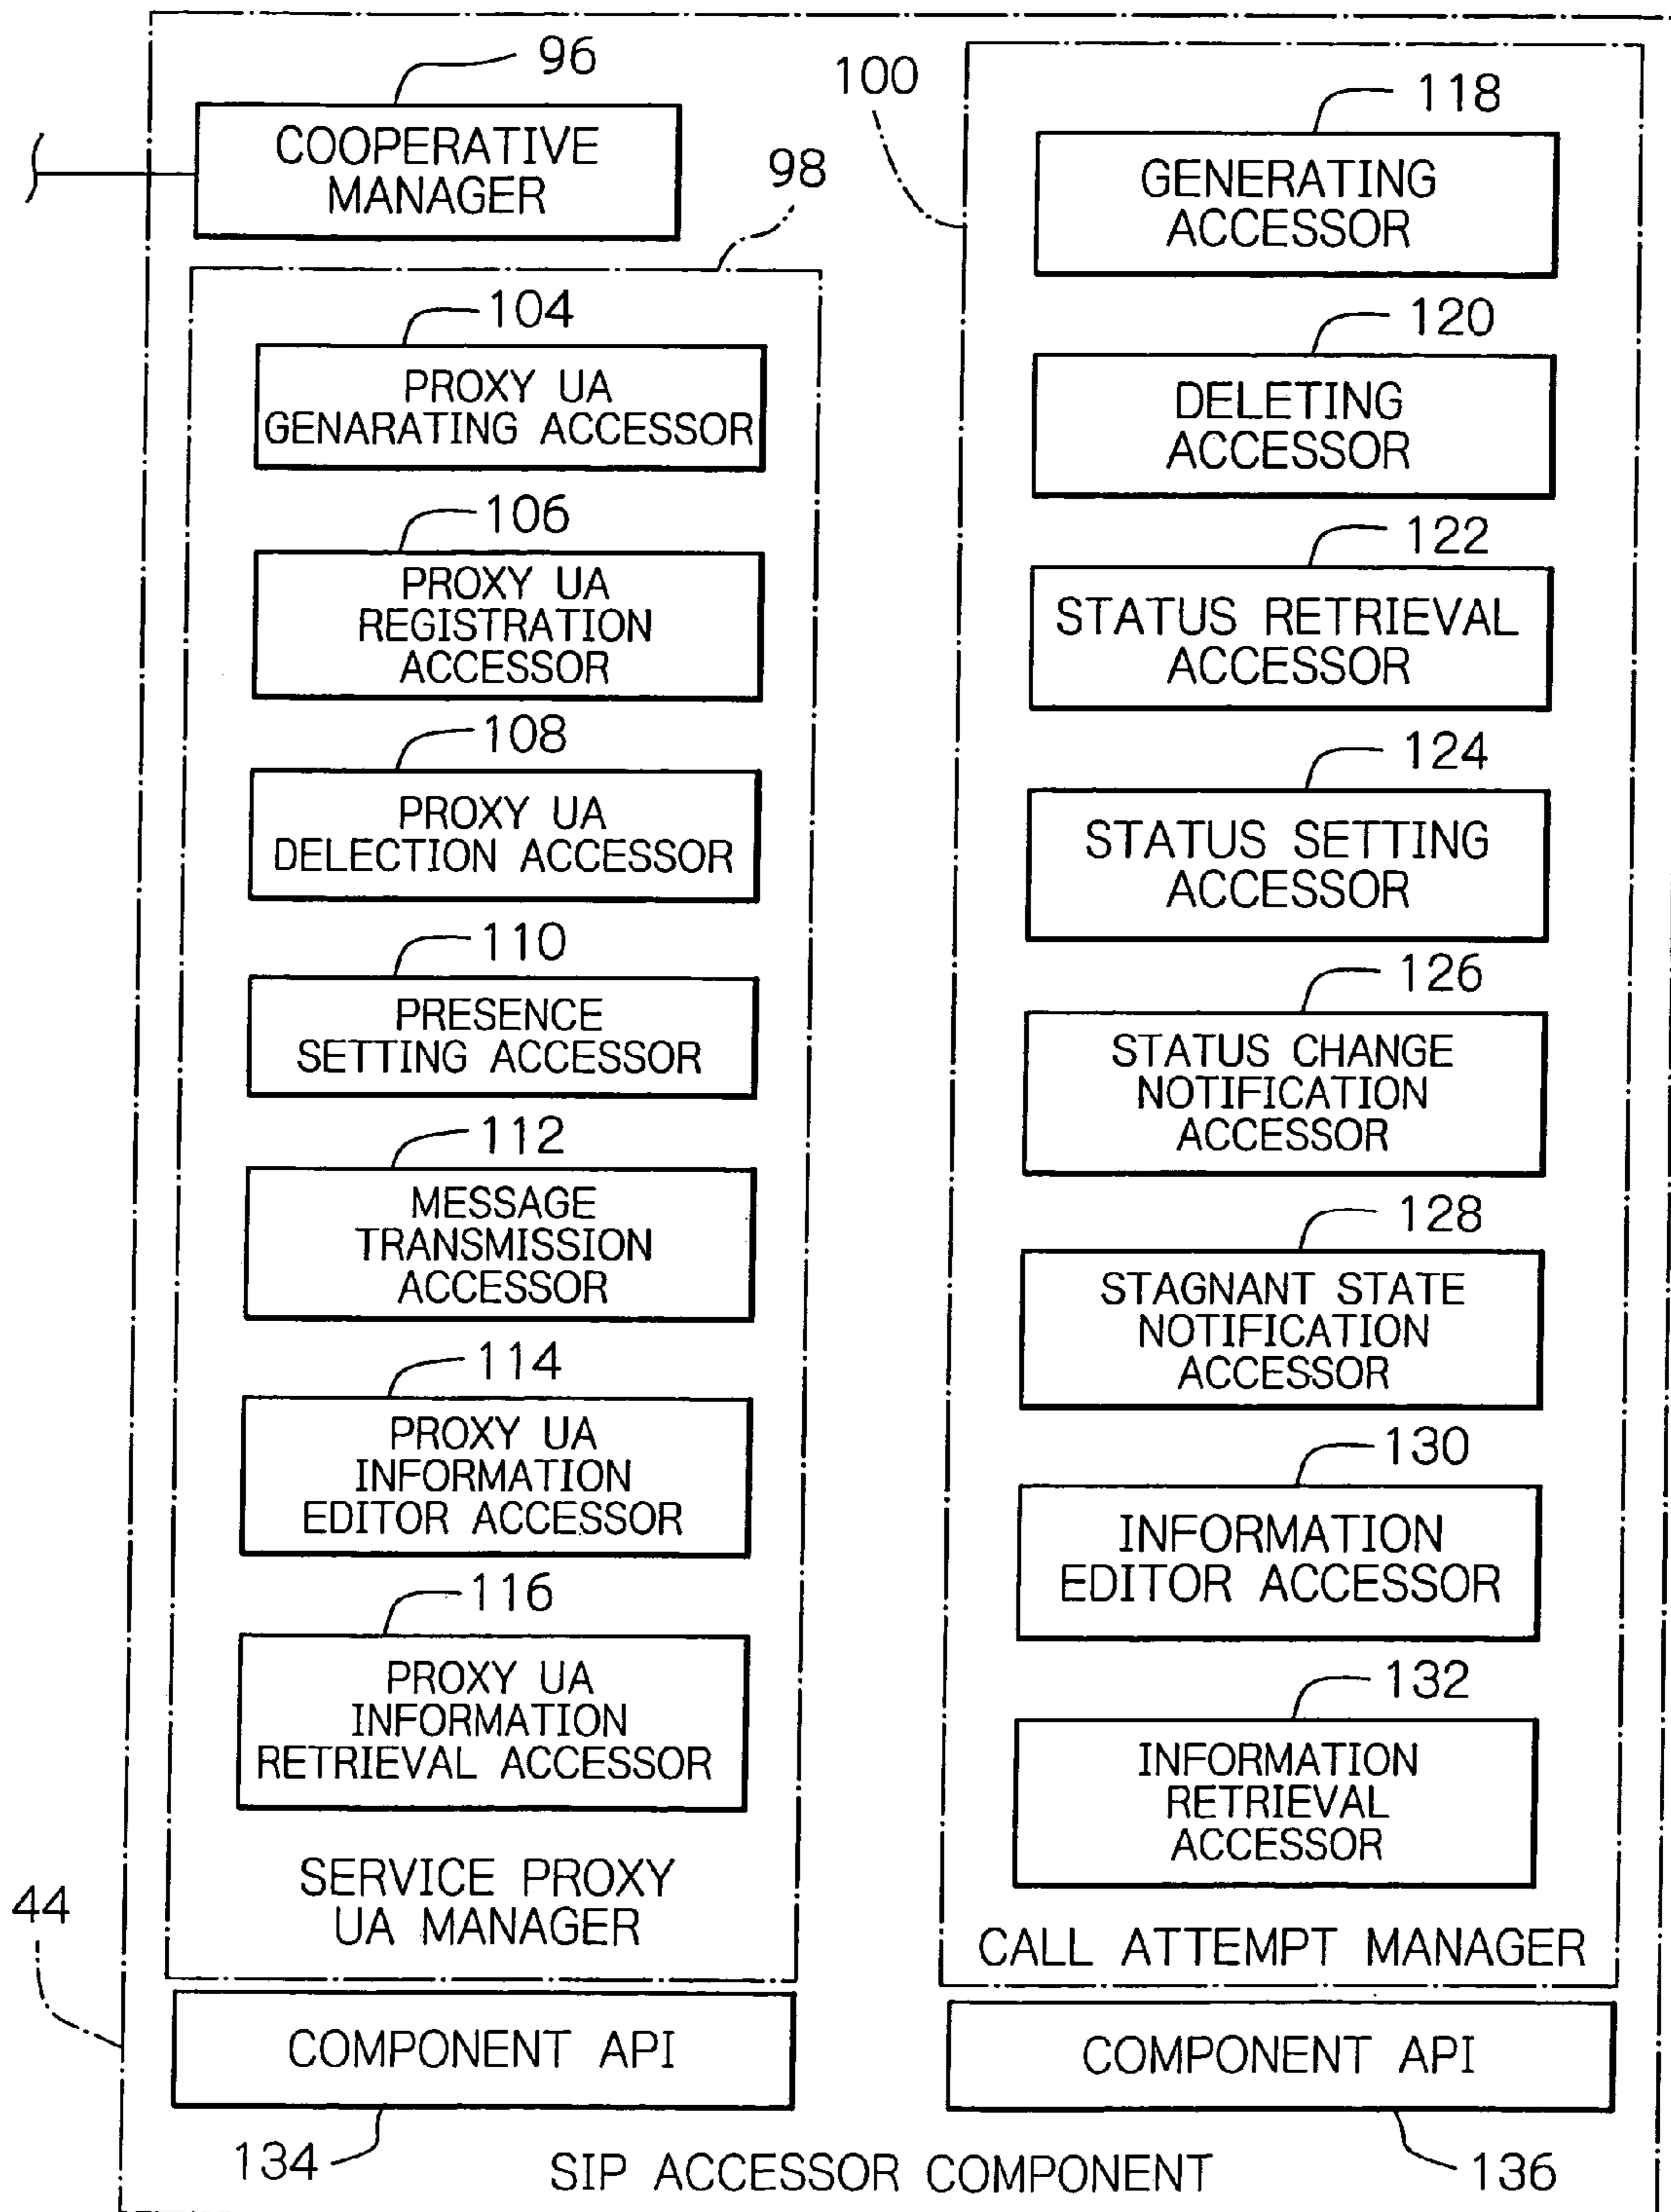 96
COOPERATIVE
MANAGER
98
104
PROXY UA
GENARATING ACCESSOR
106
PROXY UA
REGISTRATION
ACCESSOR
108
PROXY UA
DELECTION ACCESSOR
110
PRESENCE
SETTING ACCESSOR
112
MESSAGE
TRANSMISSION
ACCESSOR
114
PROXY UA
INFORMATION
EDITOR ACCESSOR
116
PROXY UA
INFORMATION
RETRIEVAL ACCESSOR
SERVICE PROXY
UA MANAGER
44
COMPONENT API
134
100
118
GENERATING
ACCESSOR
120
DELETING
ACCESSOR
122
STATUS RETRIEVAL
ACCESSOR
124
STATUS SETTING
ACCESSOR
126
STATUS CHANGE
NOTIFICATION
ACCESSOR
128
STAGNANT STATE
NOTIFICATION
ACCESSOR
130
INFORMATION
EDITOR ACCESSOR
132
INFORMATION
RETRIEVAL
ACCESSOR
CALL ATTEMPT MANAGER
COMPONENT API
136
SIP ACCESSOR COMPONENT